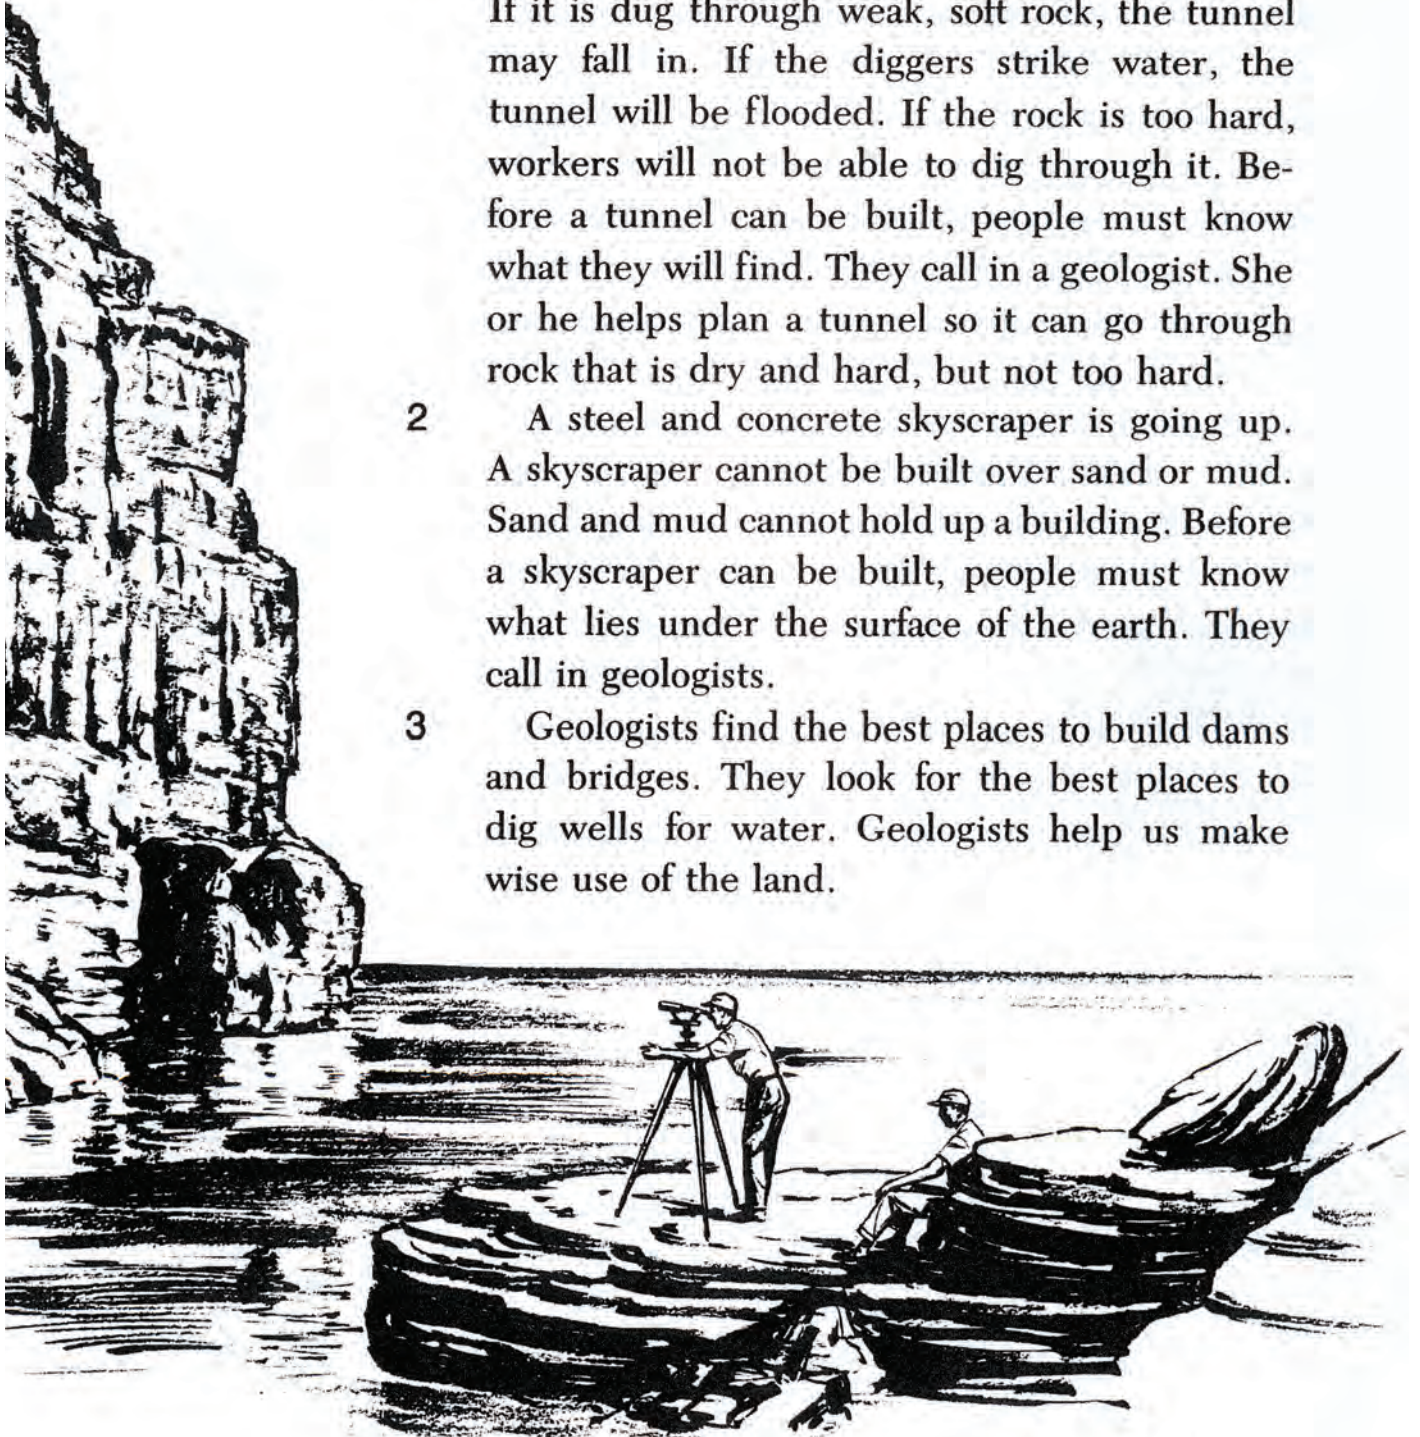 If it is dug through weak, soft rock, the tunnel
may fall in. If the diggers strike water, the
tunnel will be flooded. If the rock is too hard,
workers will not be able to dig through it. Be-
fore a tunnel can be built, people must know
what they will find. They call in a geologist. She
or he helps plan a tunnel so it can go through
rock that is dry and hard, but not too hard.
2 A steel and concrete skyscraper is going up.
A skyscraper cannot be built over sand or mud.
Sand and mud cannot hold up a building. Before
a skyscraper can be built, people must know
what lies under the surface of the earth. They
call in geologists.
3 Geologists find the best places to build dams
and bridges. They look for the best places to
dig wells for water. Geologists help us make
wise use of the land.